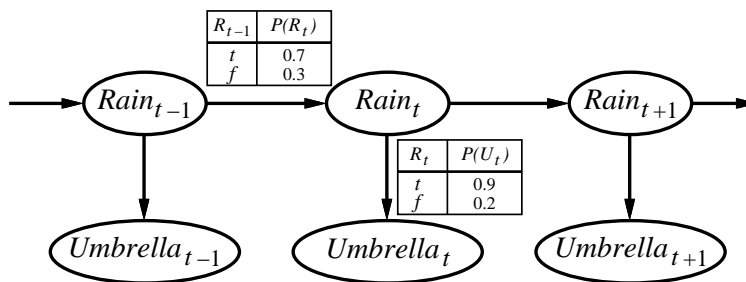 R_{t-1} P(R_t)
t 0.7
f 0.3
Rain_{t-1} Rain_t Rain_{t+1}
R_t P(U_t)
t 0.9
f 0.2
Umbrella_{t-1} Umbrella_t Umbrella_{t+1}